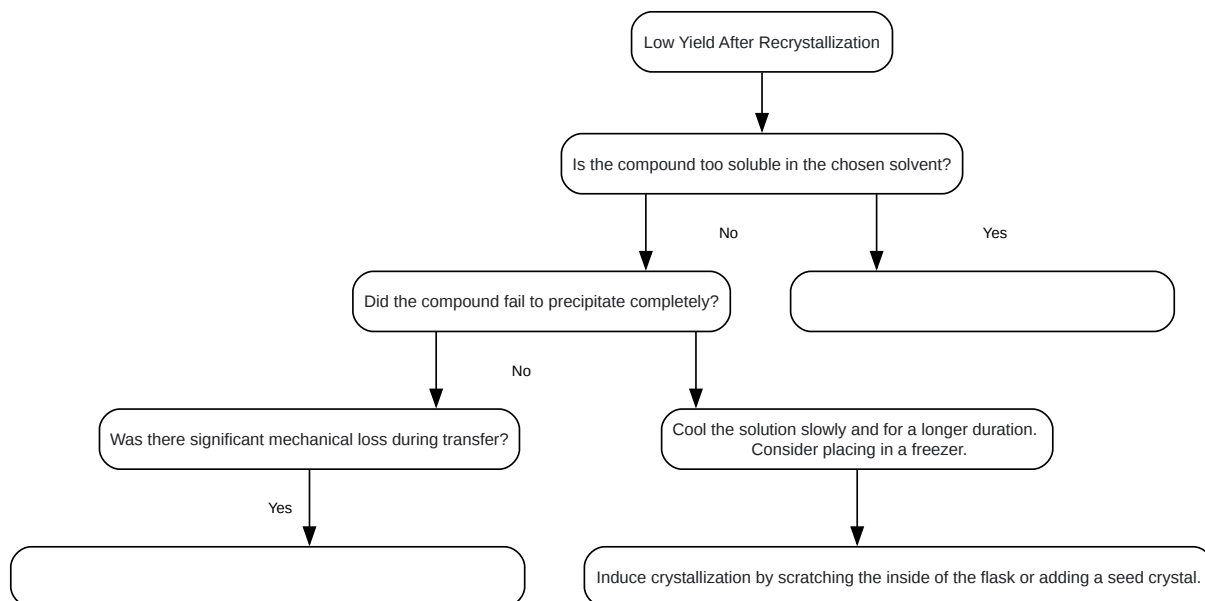 Low Yield After Recrystallization
Is the compound too soluble in the chosen solvent?
No
Yes
Did the compound fail to precipitate completely?
No
Was there significant mechanical loss during transfer?
Cool the solution slowly and for a longer duration.
Consider placing in a freezer.
Yes
Induce crystallization by scratching the inside of the flask or adding a seed crystal.